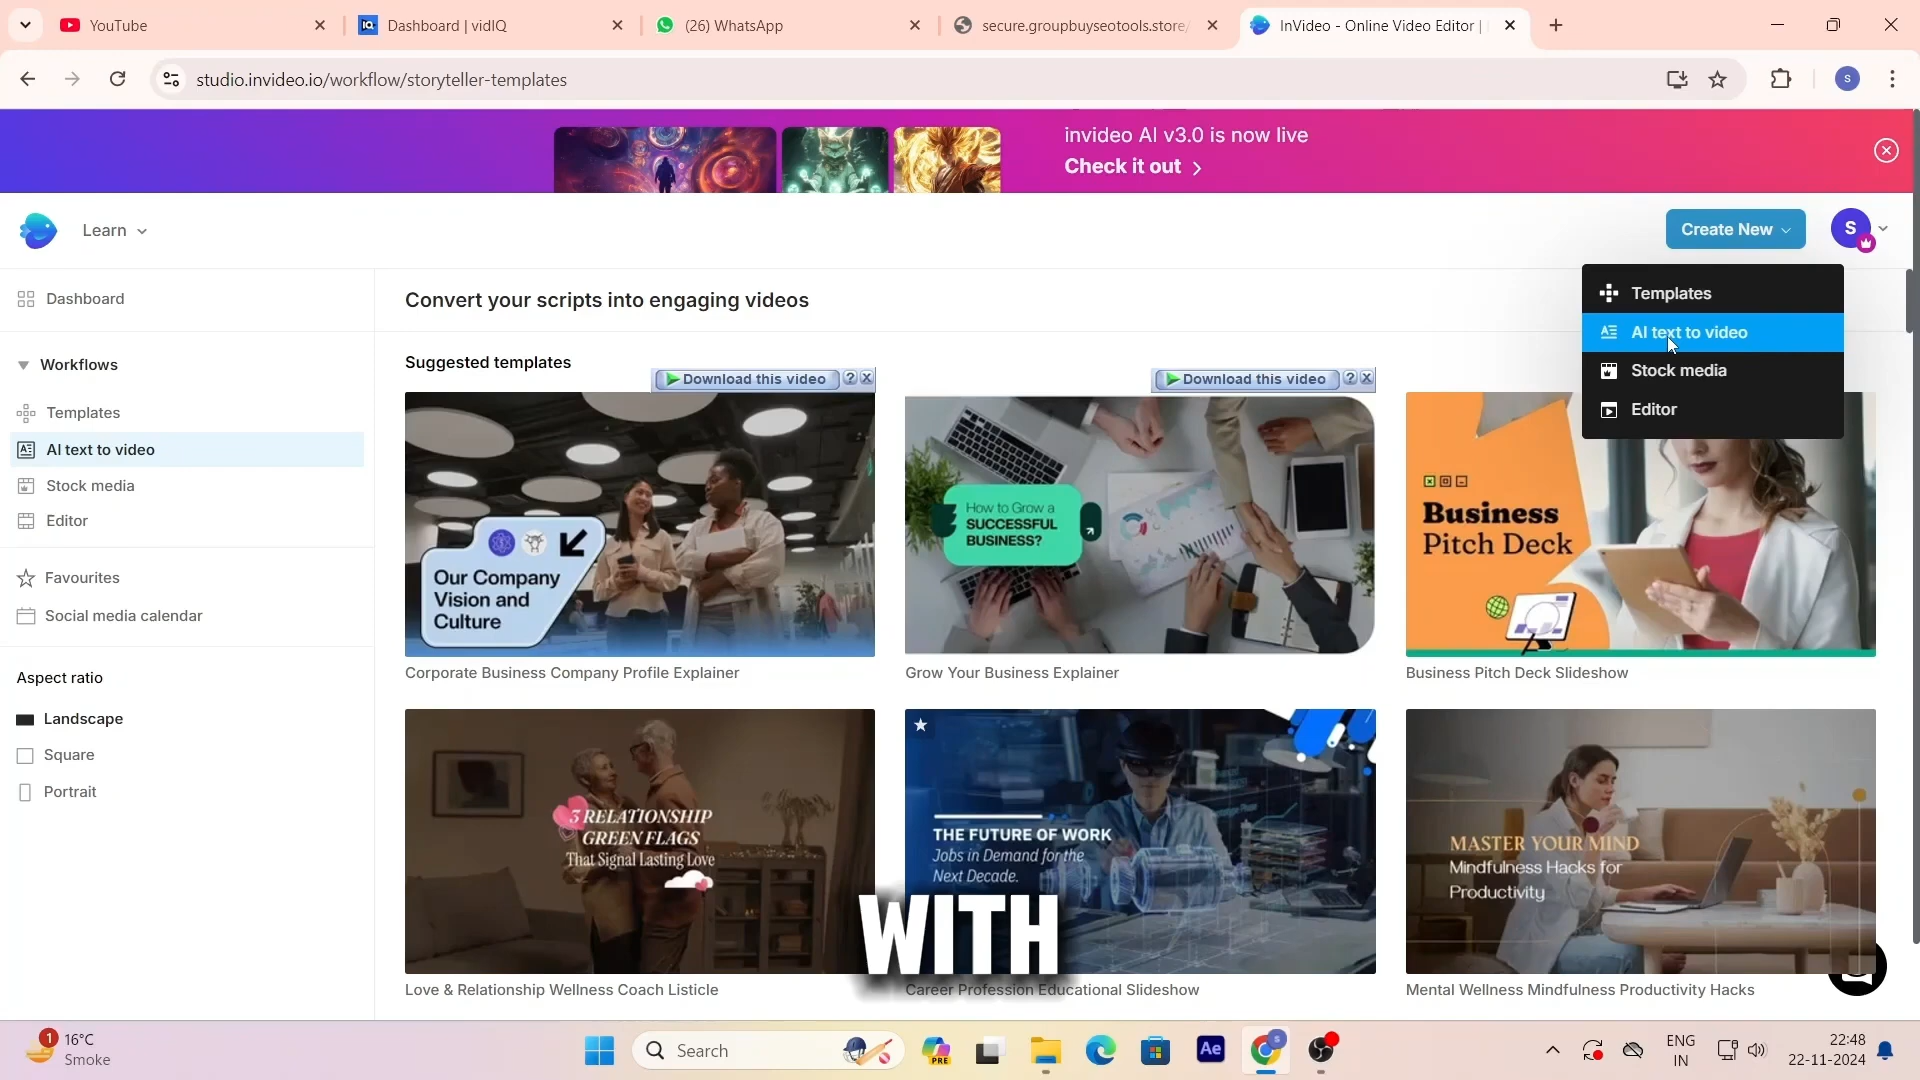 YouTube
Dashboard | vidIQ
(26) WhatsApp
secure.groupbuyseotools.store/
InVideo - Online Video Editor |
studio.invideo.io/workflow/storyteller-templates
S
invideo AI v3.0 is now live
Check it out
Learn
Create New
S
Templates
AI text to video
Stock media
Editor
Dashboard
Workflows
Templates
AI text to video
Stock media
Editor
Favourites
Social media calendar
Aspect ratio
Landscape
Square
Portrait
Convert your scripts into engaging videos
Suggested templates
Download this video ? X
Download this video ? X
Our Company
Vision and
Culture
How to Grow a
SUCCESSFUL
BUSINESS?
Business
Pitch Deck
Corporate Business Company Profile Explainer
Grow Your Business Explainer
Business Pitch Deck Slideshow
3 RELATIONSHIP
GREEN FLAGS
That Signal Lasting Love
THE FUTURE OF WORK
Jobs in Demand for the
Next Decade.
MASTER YOUR MIND
Mindfulness Hacks for
Productivity
WITH
Love & Relationship Wellness Coach Listicle
Career Profession Educational Slideshow
Mental Wellness Mindfulness Productivity Hacks
1
16°C
Smoke
Search
PRE
Ae
S
ENG
IN
22:48
22-11-2024